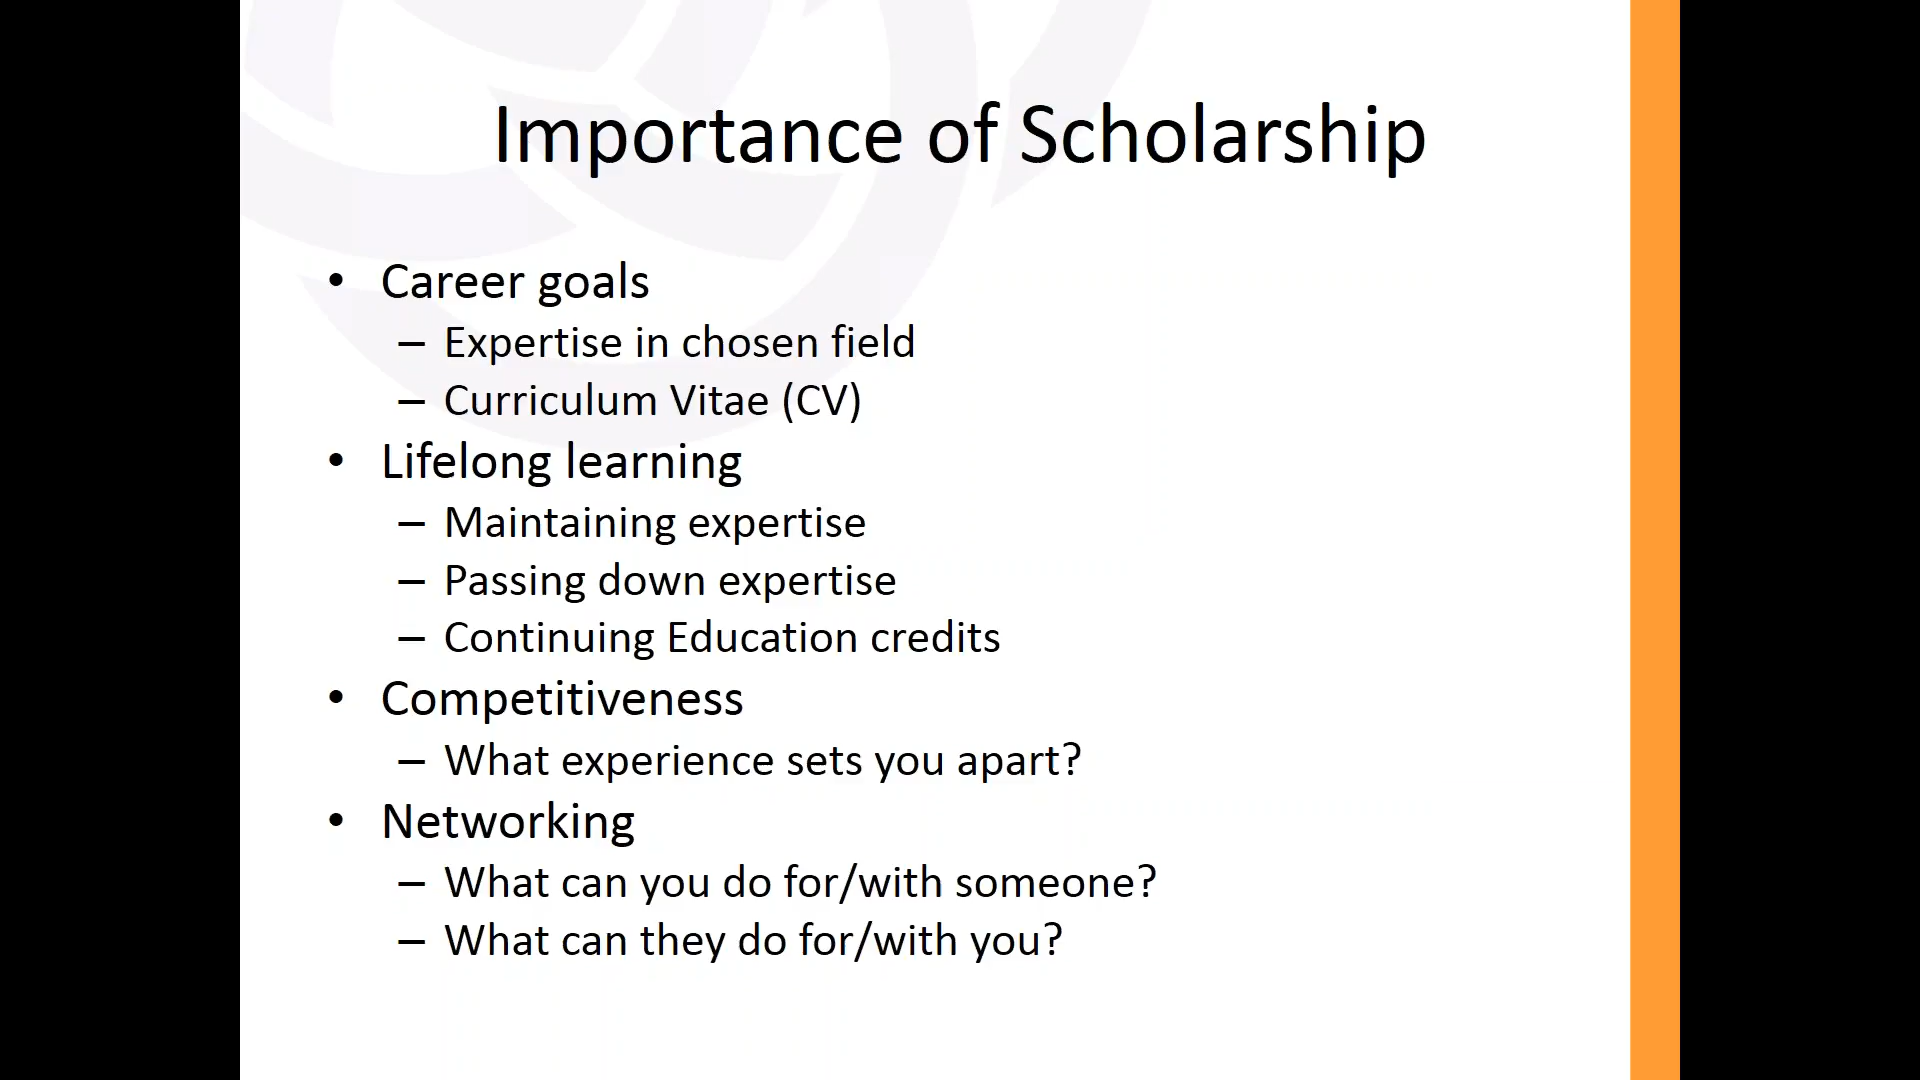 Importance of Scholarship
• Career goals
– Expertise in chosen field
– Curriculum Vitae (CV)
• Lifelong learning
– Maintaining expertise
– Passing down expertise
– Continuing Education credits
• Competitiveness
– What experience sets you apart?
• Networking
– What can you do for/with someone?
– What can they do for/with you?